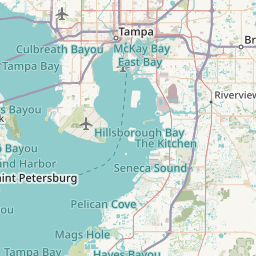 Tampa
Culbreath Bayou
McKay Bay
East Bay
Tampa Bay
Riverview
Hillsborough Bay
The Kitchen
Saint Petersburg
Seneca Sound
Pelican Cove
Mags Hole
Tampa Bay
Hayes Bayou